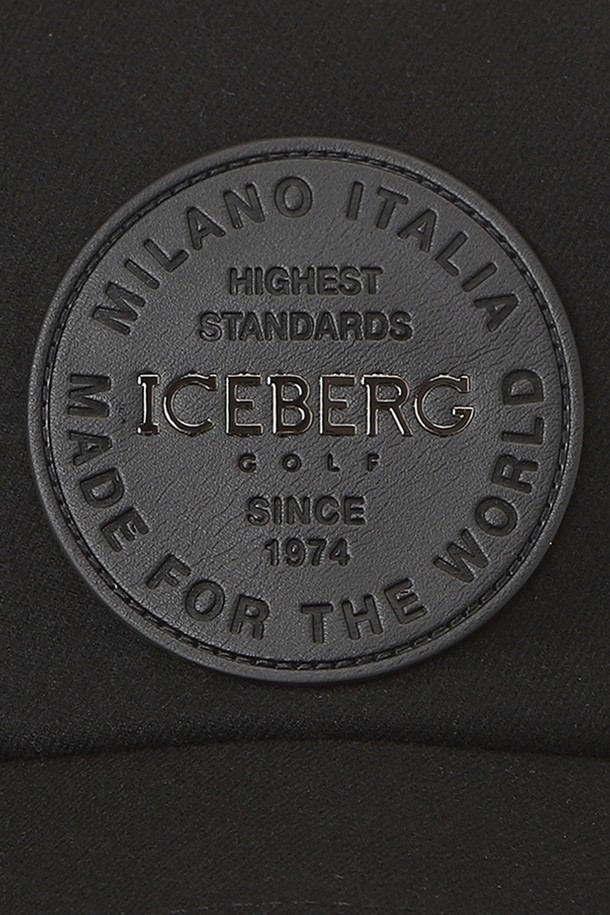 MILANO ITALIA
HIGHEST
STANDARDS
ICEBERG
GOLF
SINCE
1974
MADE FOR THE WORLD